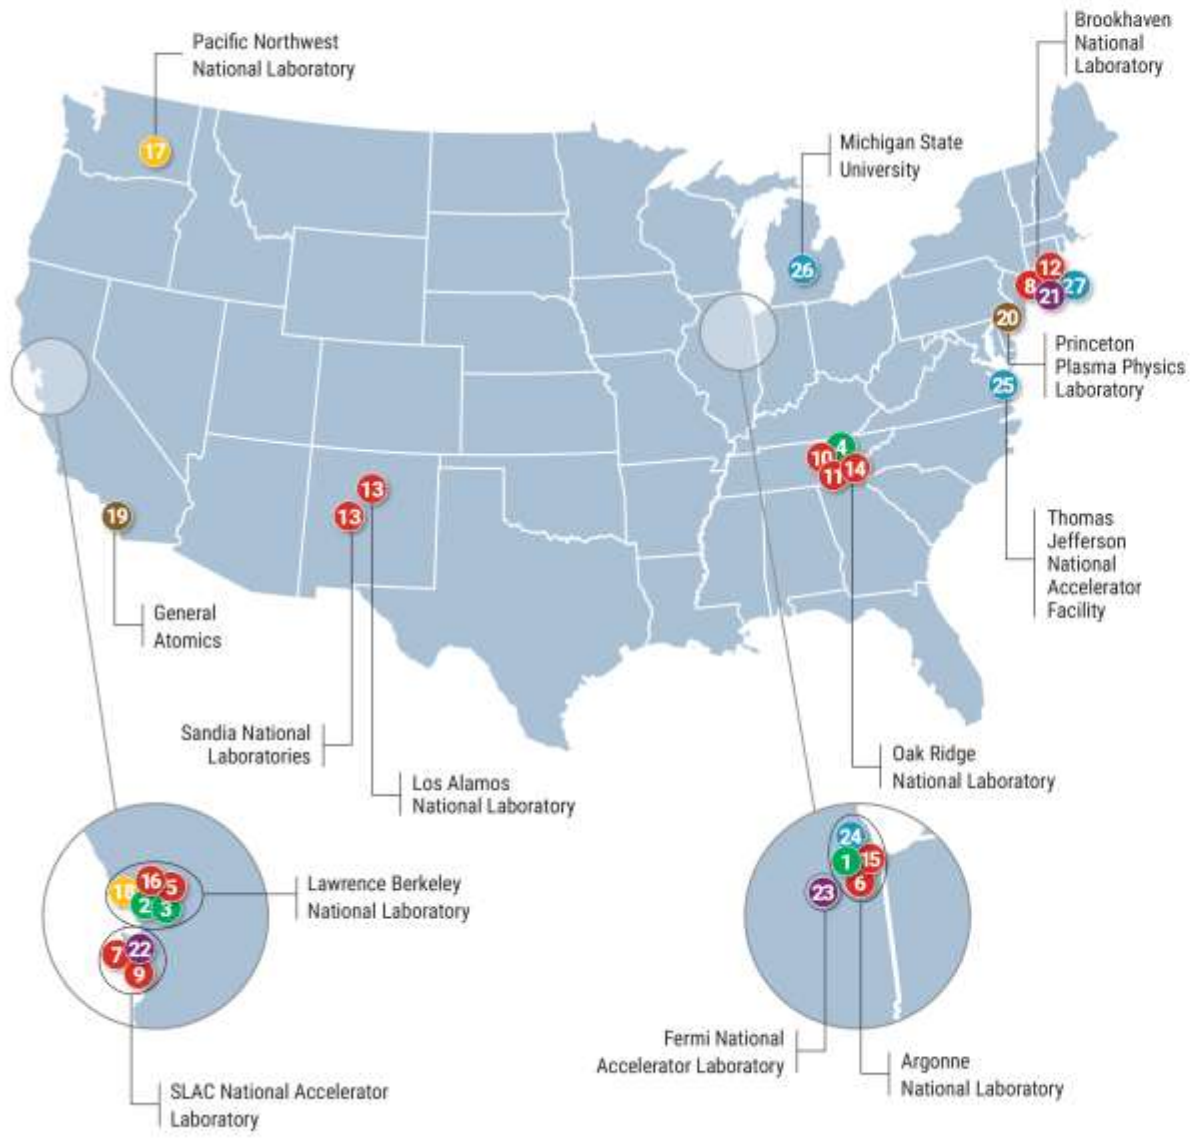 Brookhaven
National
Laboratory
Pacific Northwest
National Laboratory
17
Michigan State
University
26
12
8
27
21
20
Princeton
Plasma Physics
Laboratory
25
4
10
14
11
13
13
19
Thomas
Jefferson
National
Accelerator
Facility
General
Atomics
Sandia National
Laboratories
Los Alamos
National Laboratory
Oak Ridge
National Laboratory
24
1
15
6
23
16
5
18
2
3
Lawrence Berkeley
National Laboratory
22
7
9
Fermi National
Accelerator Laboratory
Argonne
National Laboratory
SLAC National Accelerator
Laboratory